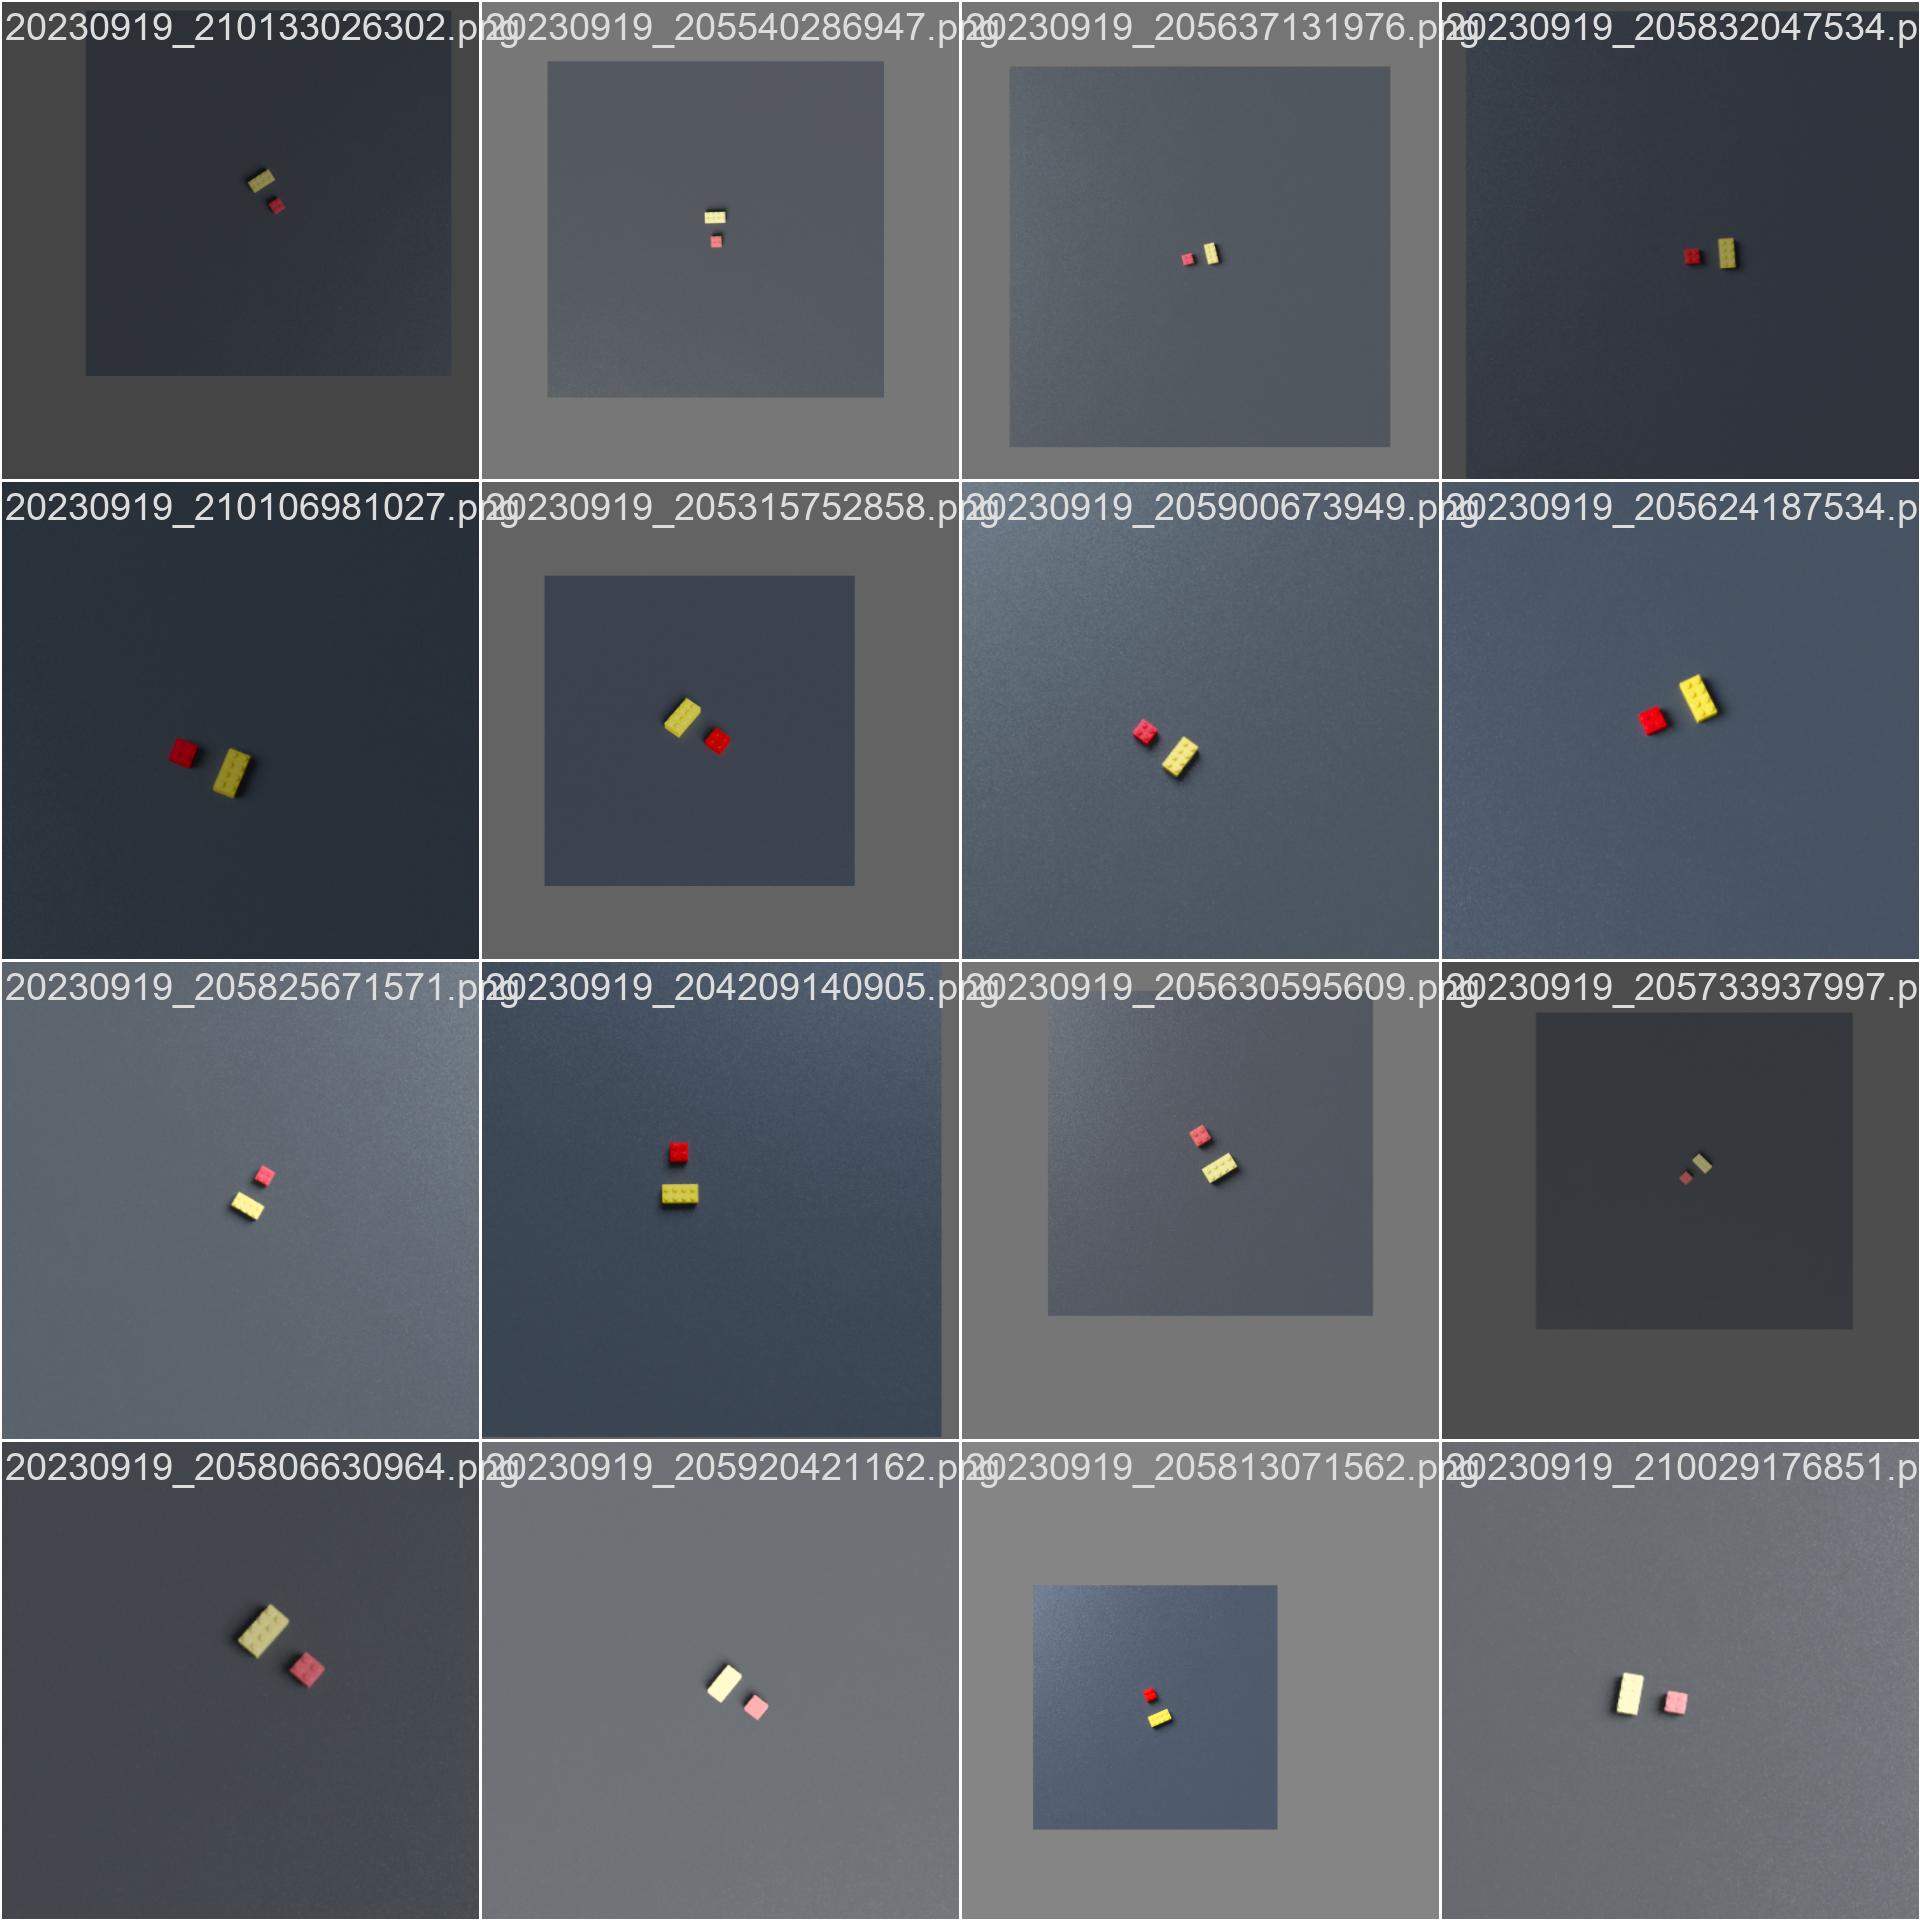 20230919_210133026302.png
20230919_205540286947.png
20230919_205637131976.png
20230919_205832047534.p
20230919_210106981027.png
20230919_205315752858.png
20230919_205900673949.png
20230919_205624187534.p
20230919_205825671571.png
20230919_204209140905.png
20230919_205630595609.png
20230919_205733937997.p
20230919_205806630964.png
20230919_205920421162.png
20230919_205813071562.png
20230919_210029176851.p